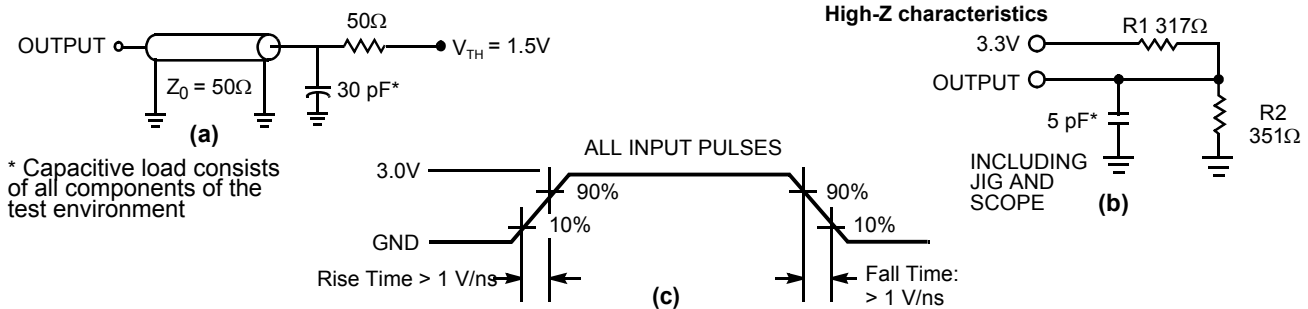 50Ω
OUTPUT
V_TH = 1.5V
Z₀ = 50Ω
30 pF*
(a)
* Capacitive load consists
of all components of the
test environment
High-Z characteristics
R1 317Ω
3.3V
OUTPUT
5 pF*
R2
351Ω
INCLUDING
JIG AND
SCOPE
(b)
ALL INPUT PULSES
3.0V
90%
90%
10%
10%
GND
Rise Time > 1 V/ns
Fall Time:
> 1 V/ns
(c)